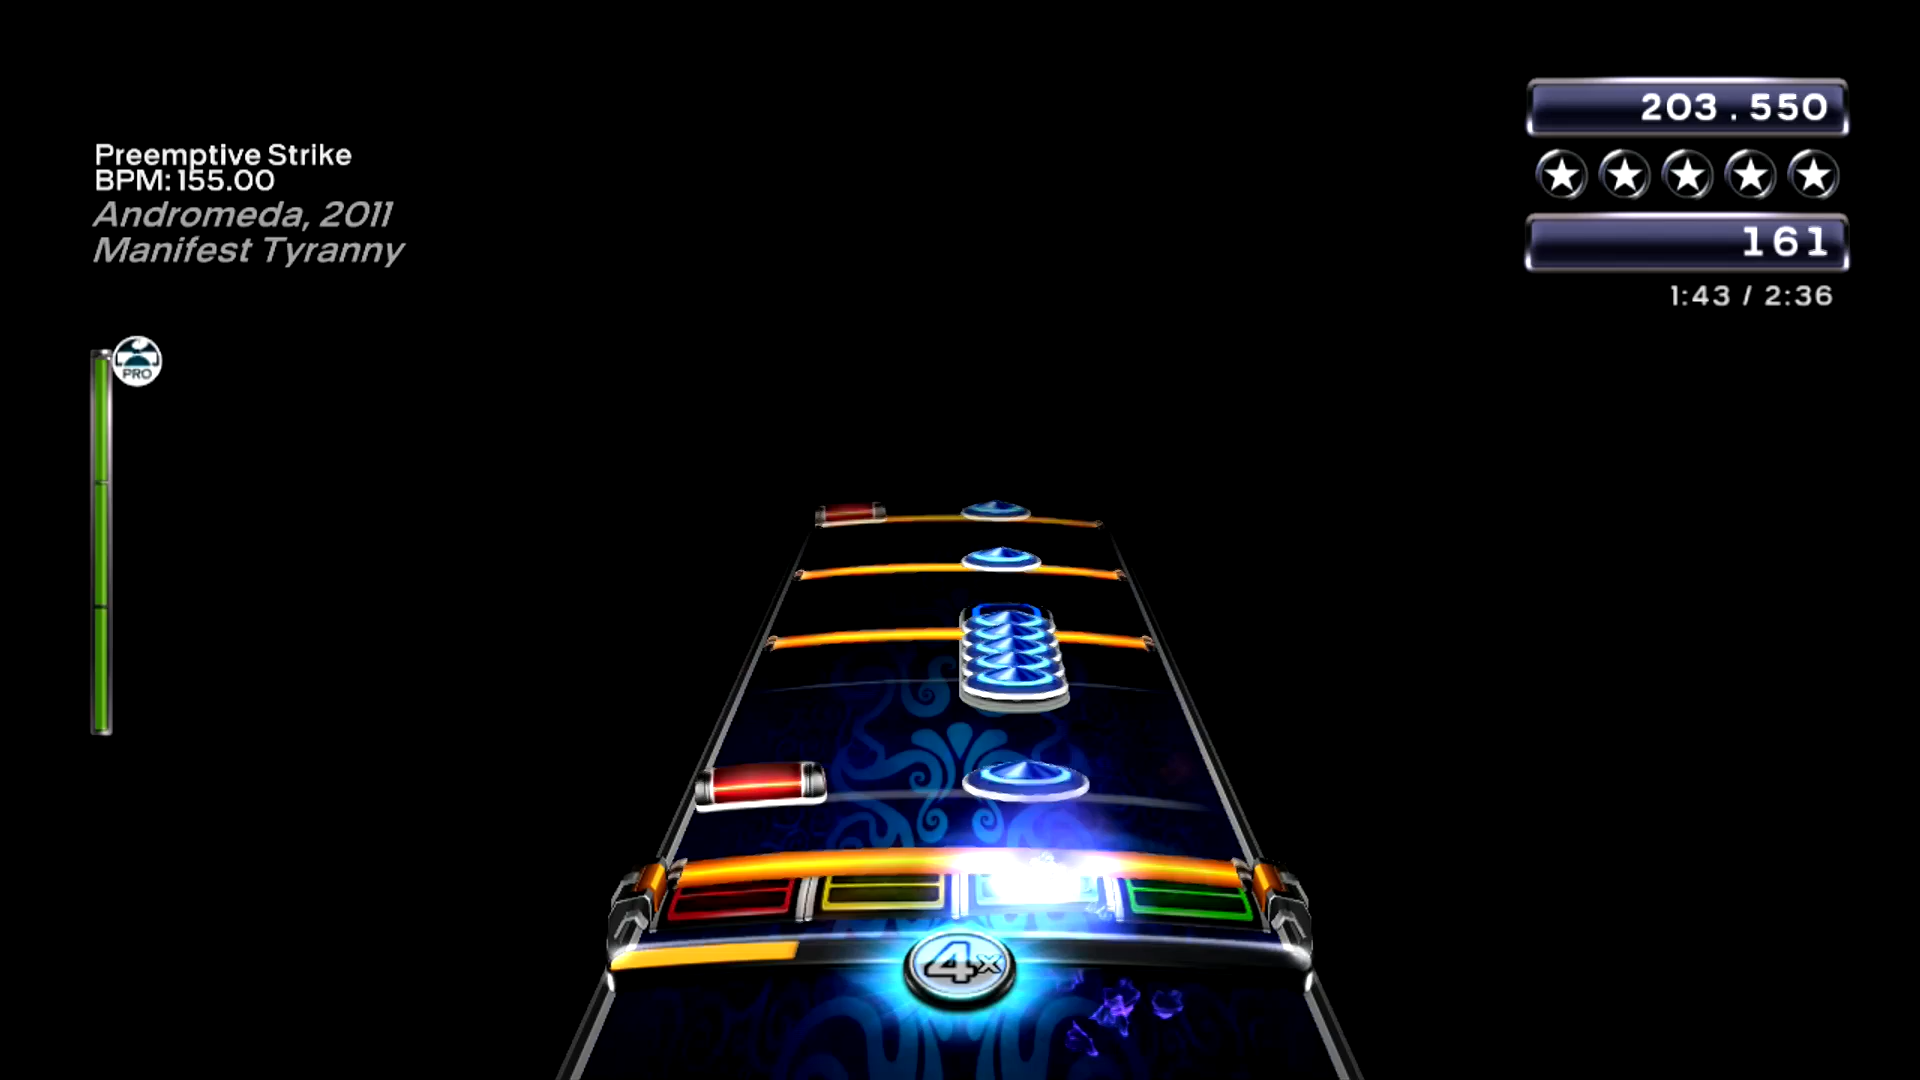 Preemptive Strike
BPM: 155.00
Andromeda, 2011
Manifest Tyranny
PRO
203.550
161
1:43 / 2:36
4x